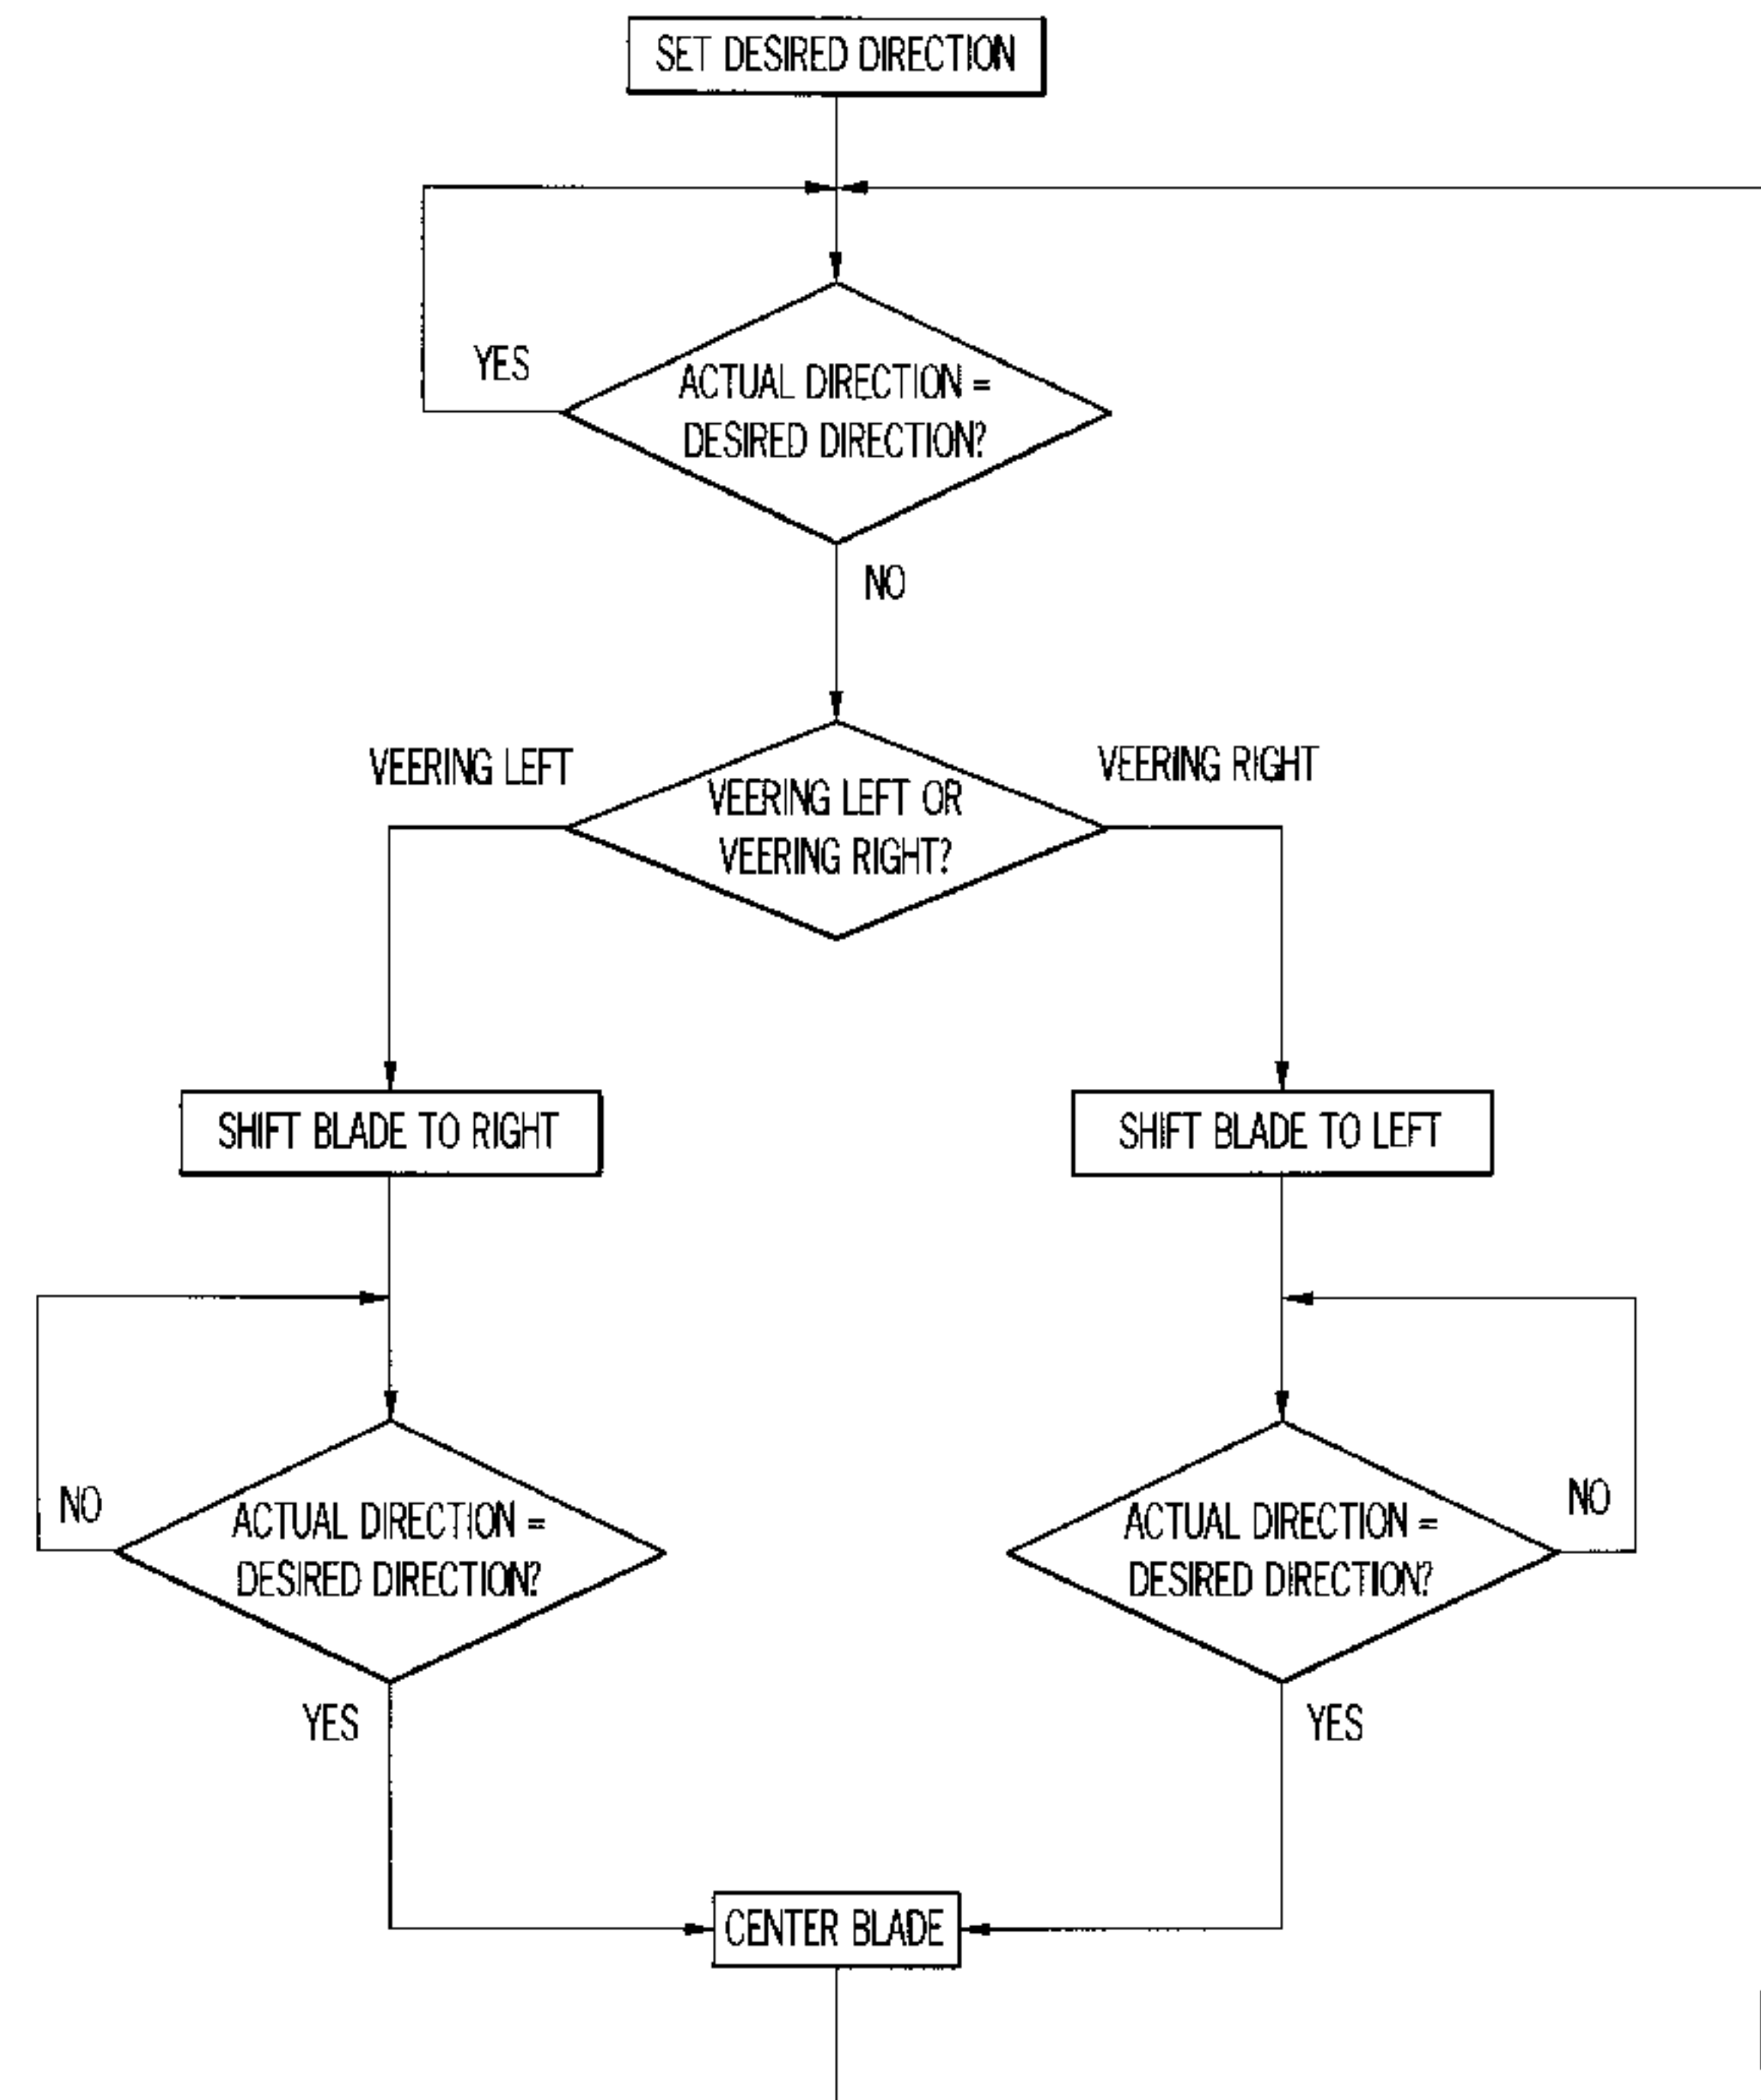 SET DESIRED DIRECTION
YES
ACTUAL DIRECTION =
DESIRED DIRECTION?
NO
VEERING LEFT
VEERING RIGHT
VEERING LEFT OR
VEERING RIGHT?
SHIFT BLADE TO RIGHT
SHIFT BLADE TO LEFT
NO
ACTUAL DIRECTION =
DESIRED DIRECTION?
ACTUAL DIRECTION =
DESIRED DIRECTION?
NO
YES
YES
CENTER BLADE